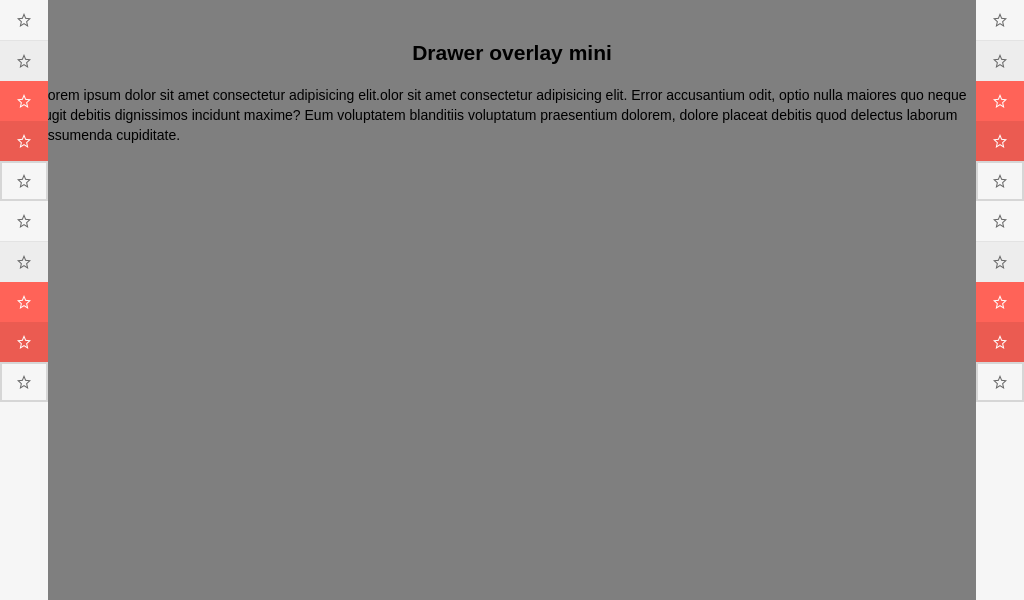 Drawer overlay mini
orem ipsum dolor sit amet consectetur adipisicing elit.olor sit amet consectetur adipisicing elit. Error accusantium odit, optio nulla maiores quo neque
ugit debitis dignissimos incidunt maxime? Eum voluptatem blanditiis voluptatum praesentium dolorem, dolore placeat debitis quod delectus laborum
ssumenda cupiditate.